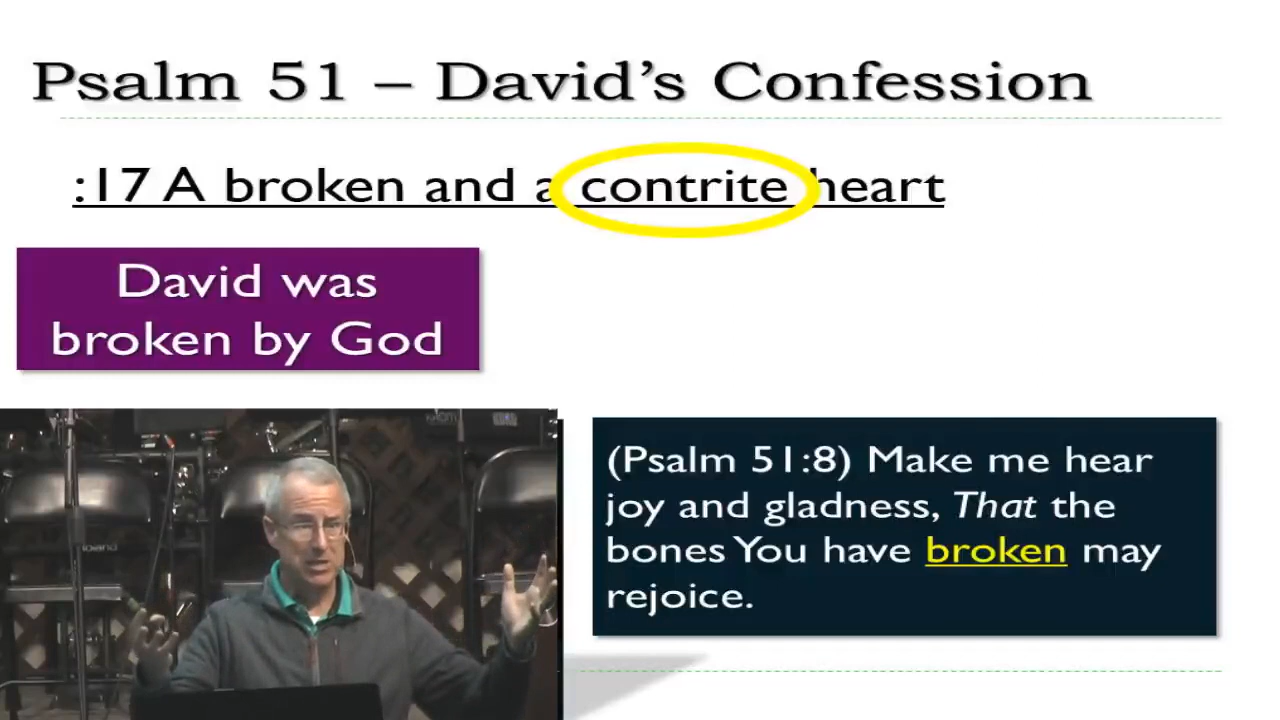 Psalm 51 – David’s Confession
:17 A broken and a contrite heart
David was
broken by God
(Psalm 51:8) Make me hear
joy and gladness, That the
bones You have broken may
rejoice.